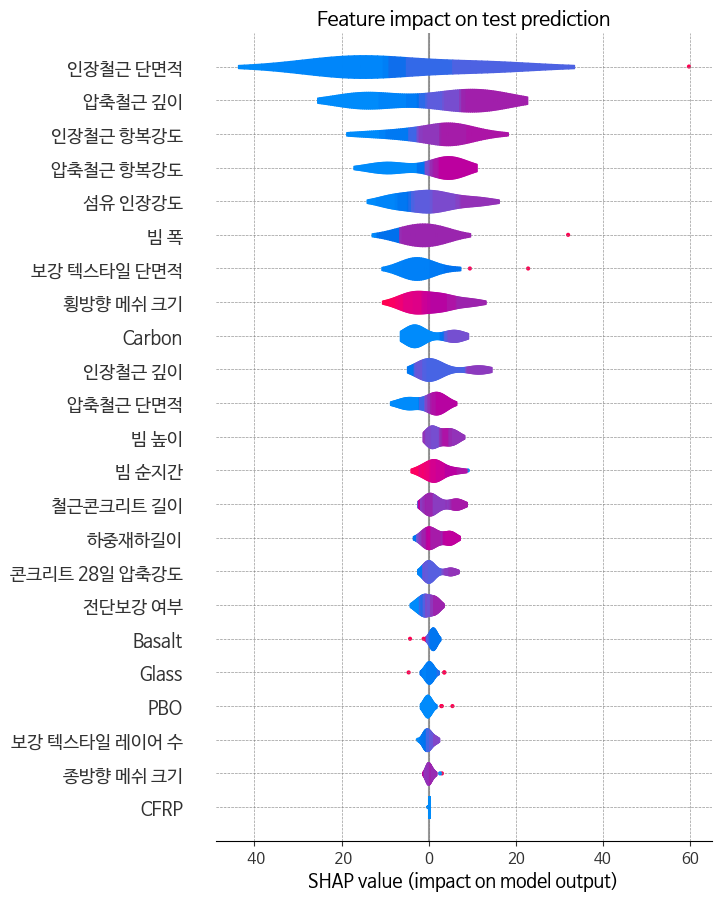 Feature impact on test prediction
인장철근 단면적
압축철근 깊이
인장철근 항복강도
압축철근 항복강도
섬유 인장강도
빔 폭
보강 텍스타일 단면적
횡방향 메쉬 크기
Carbon
인장철근 깊이
압축철근 단면적
빔 높이
빔 순지간
철근콘크리트 길이
하중재하길이
콘크리트 28일 압축강도
전단보강 여부
Basalt
Glass
PBO
보강 텍스타일 레이어 수
종방향 메쉬 크기
CFRP
40 20 0 20 40 60
SHAP value (impact on model output)